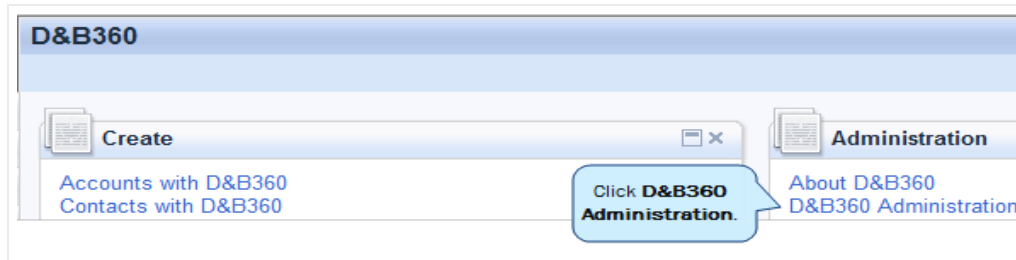 D&B360
Create
Administration
Accounts with D&B360
Contacts with D&B360
Click D&B360
Administration.
About D&B360
D&B360 Administration